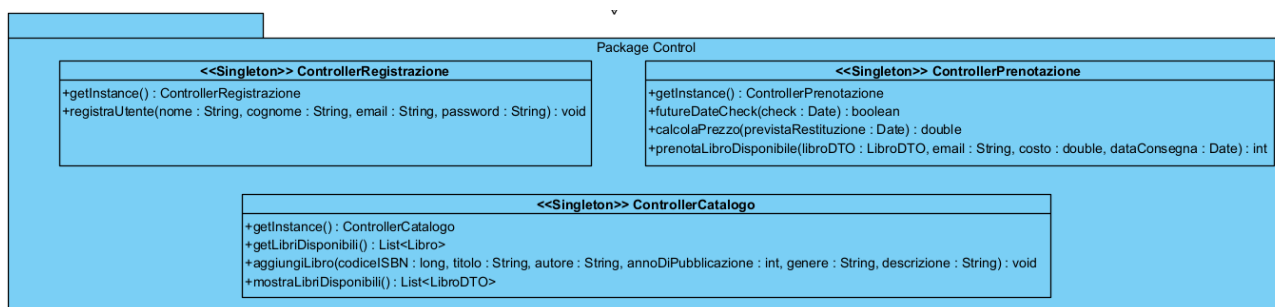 Package Control
<<Singleton>> ControllerRegistrazione
+getInstance() : ControllerRegistrazione
+registraUtente(nome : String, cognome : String, email : String, password : String) : void
<<Singleton>> ControllerPrenotazione
+getInstance() : ControllerPrenotazione
+futureDateCheck(check : Date) : boolean
+calcolaPrezzo(previstaRestituzione : Date) : double
+prenotaLibroDisponibile(libroDTO : LibroDTO, email : String, costo : double, dataConsegna : Date) : int
<<Singleton>> ControllerCatalogo
+getInstance() : ControllerCatalogo
+getLibriDisponibili() : List<Libro>
+aggiungiLibro(codiceISBN : long, titolo : String, autore : String, annoDiPubblicazione : int, genere : String, descrizione : String) : void
+mostraLibriDisponibili() : List<LibroDTO>